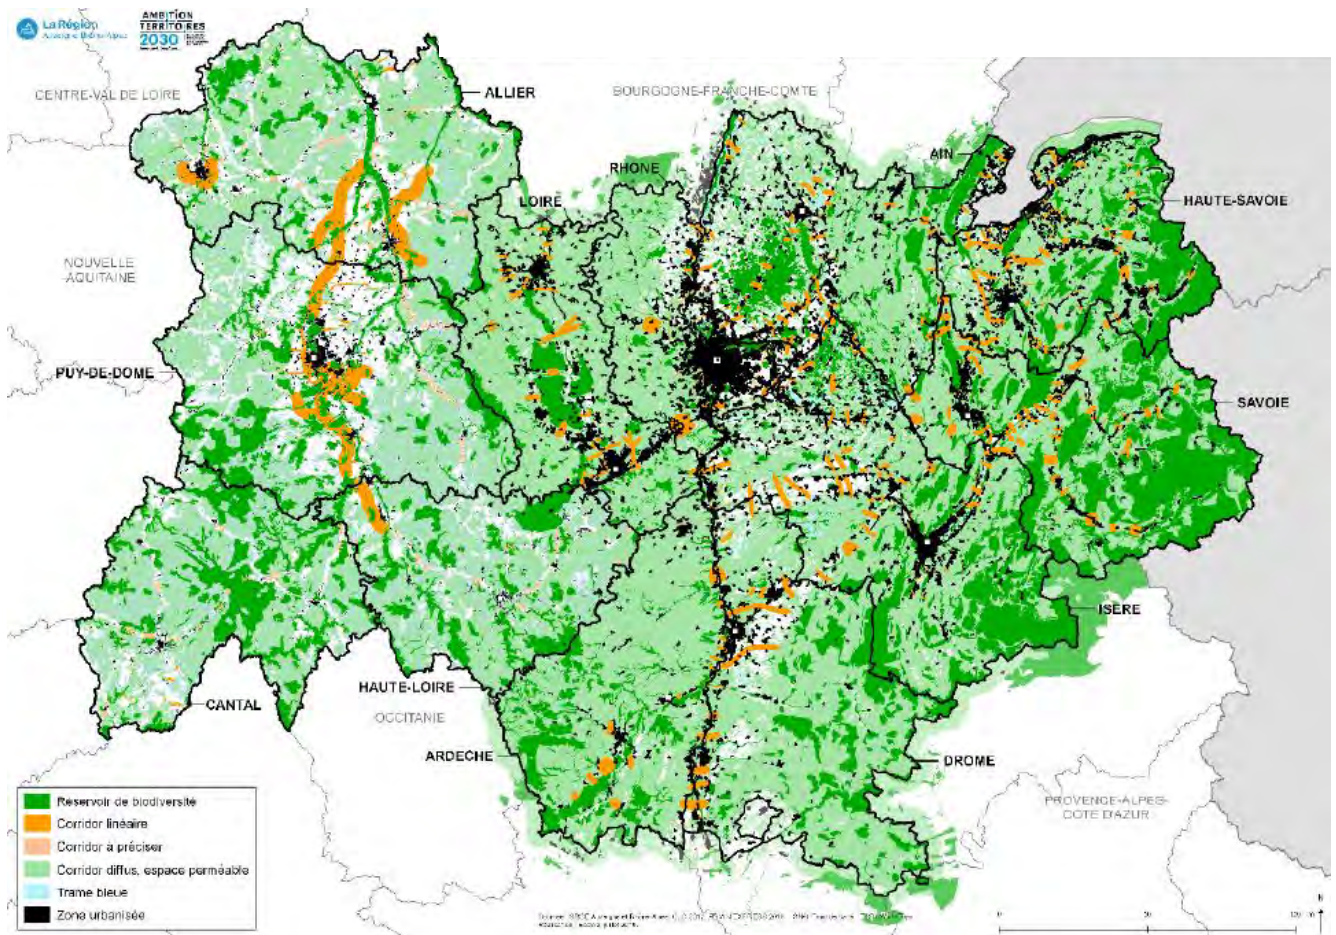 La Région
Auvergne-Rhône-Alpes
AMBITION
TERRITOIRES
2030
CENTRE-VAL DE LOIRE
ALLIER
BOURGOGNE-FRANCHE-COMTE
RHONE
AIN
LOIRE
HAUTE-SAVOIE
NOUVELLE
-AQUITAINE
PUY-DE-DOME
SAVOIE
ISERE
HAUTE-LOIRE
CANTAL
OCCITANIE
ARDECHE
DROME
PROVENCE-ALPES-
COTE D'AZUR
Réservoir de biodiversité
Corridor linéaire
Corridor à préciser
Corridor diffus, espace perméable
Trame bleue
Zone urbanisée
N
0